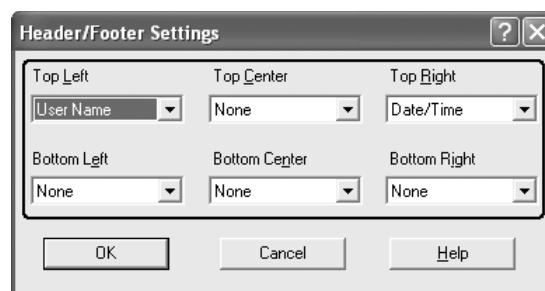 Header/Footer Settings
Top Left Top Center Top Right
User Name None Date/Time
Bottom Left Bottom Center Bottom Right
None None None
OK Cancel Help